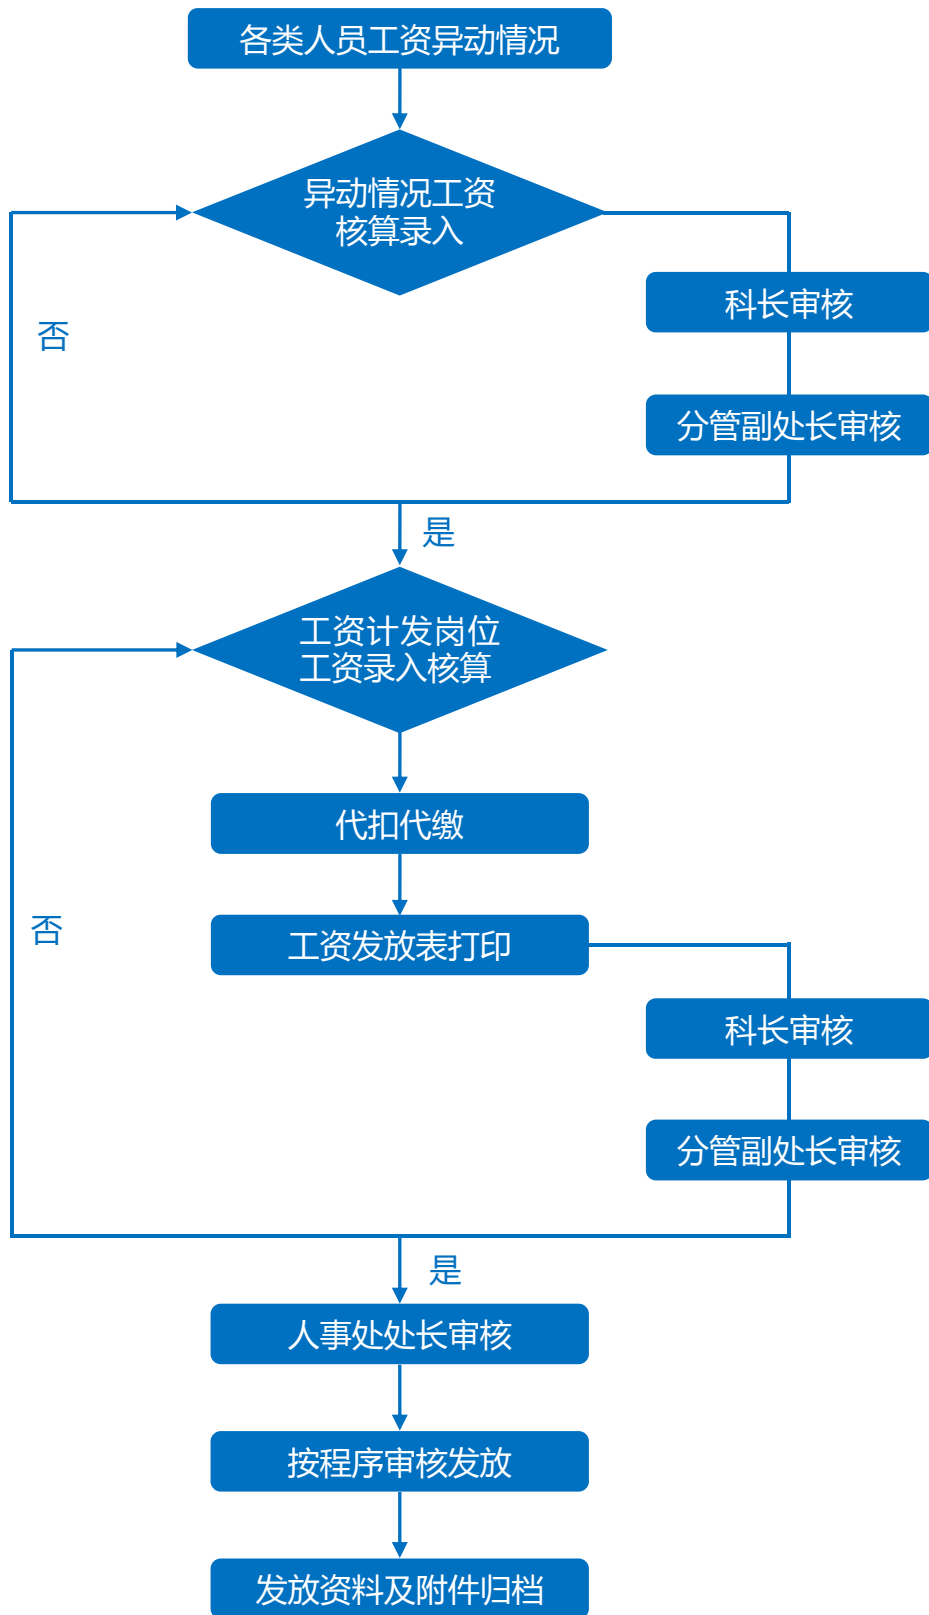 各类人员工资异动情况
异动情况工资
核算录入
科长审核
否
分管副处长审核
是
工资计发岗位
工资录入核算
代扣代缴
否
工资发放表打印
科长审核
分管副处长审核
是
人事处处长审核
按程序审核发放
发放资料及附件归档